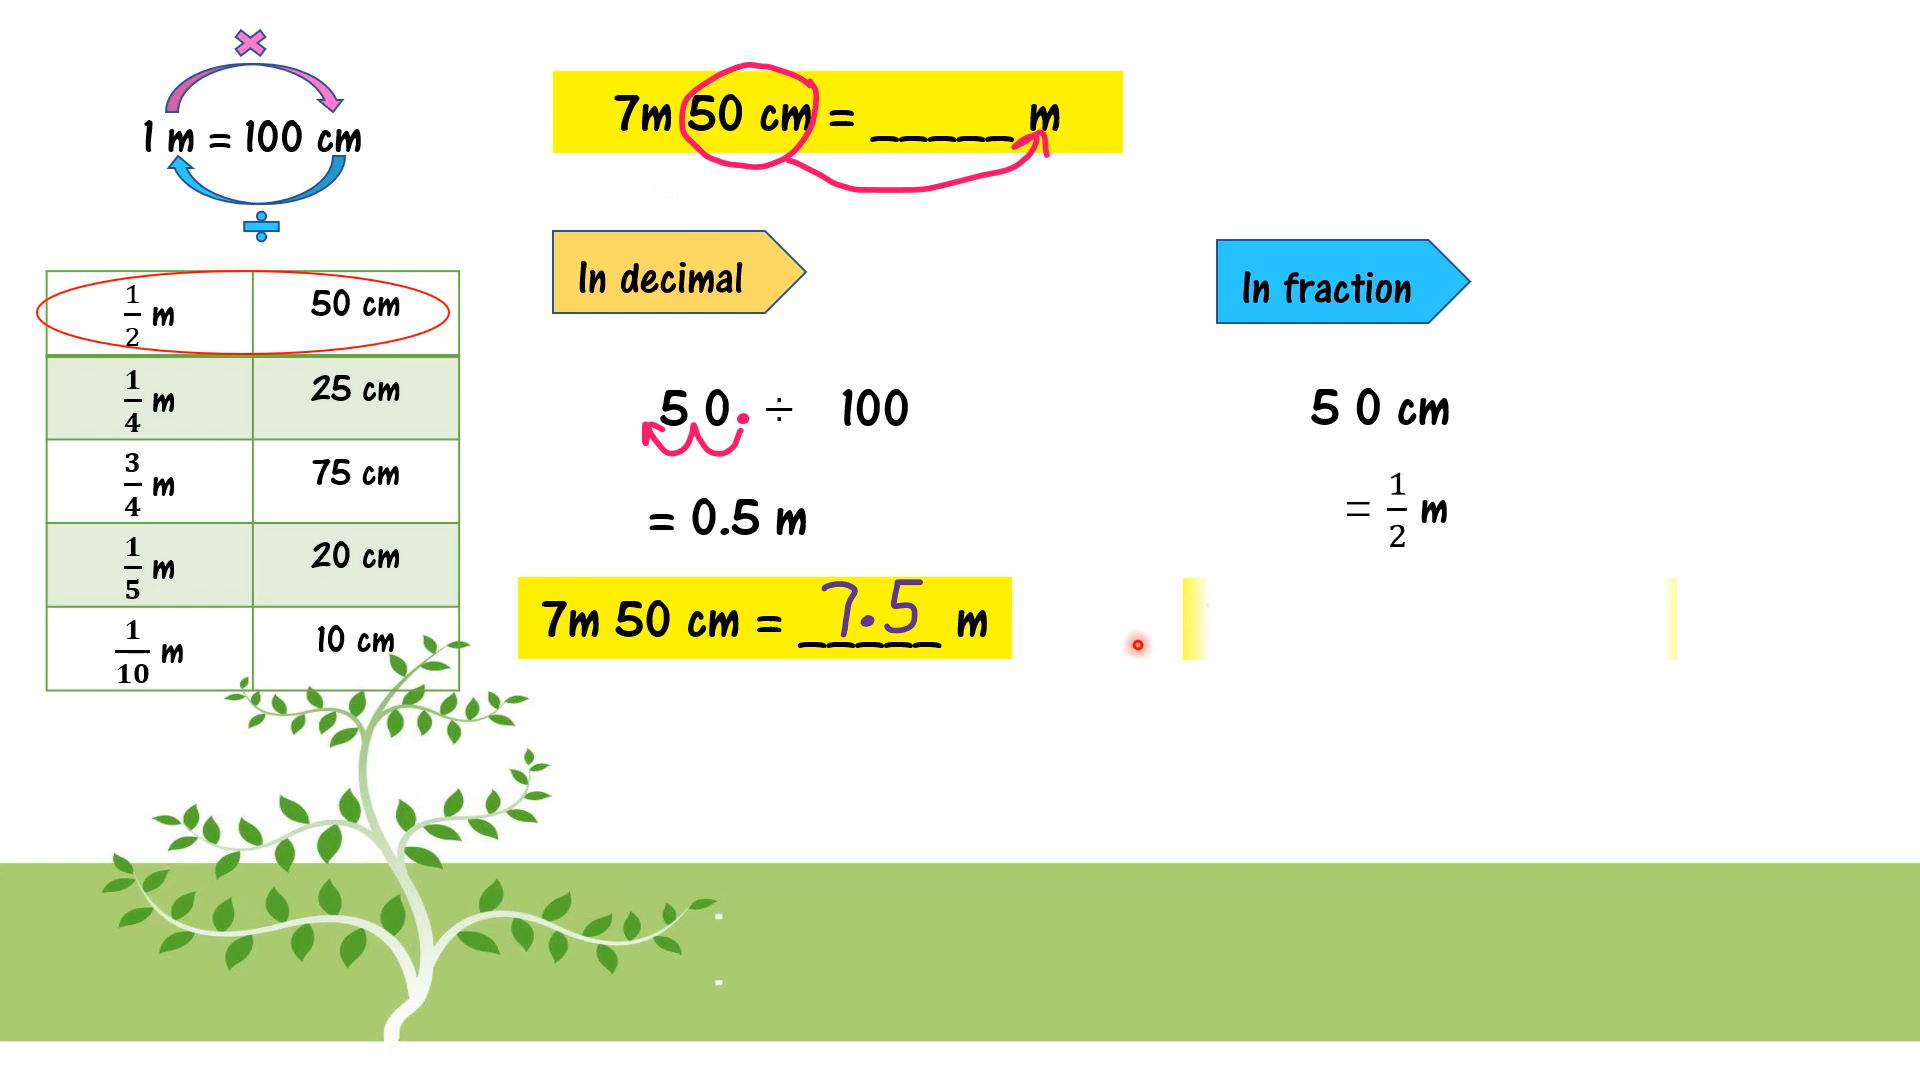 1 m = 100 cm
7m 50 cm = _____ m
1/2 m 50 cm
1/4 m 25 cm
3/4 m 75 cm
1/5 m 20 cm
1/10 m 10 cm
In decimal
50. ÷ 100
= 0.5 m
7m 50 cm = 7.5 m
In fraction
5 0 cm
= 1/2 m